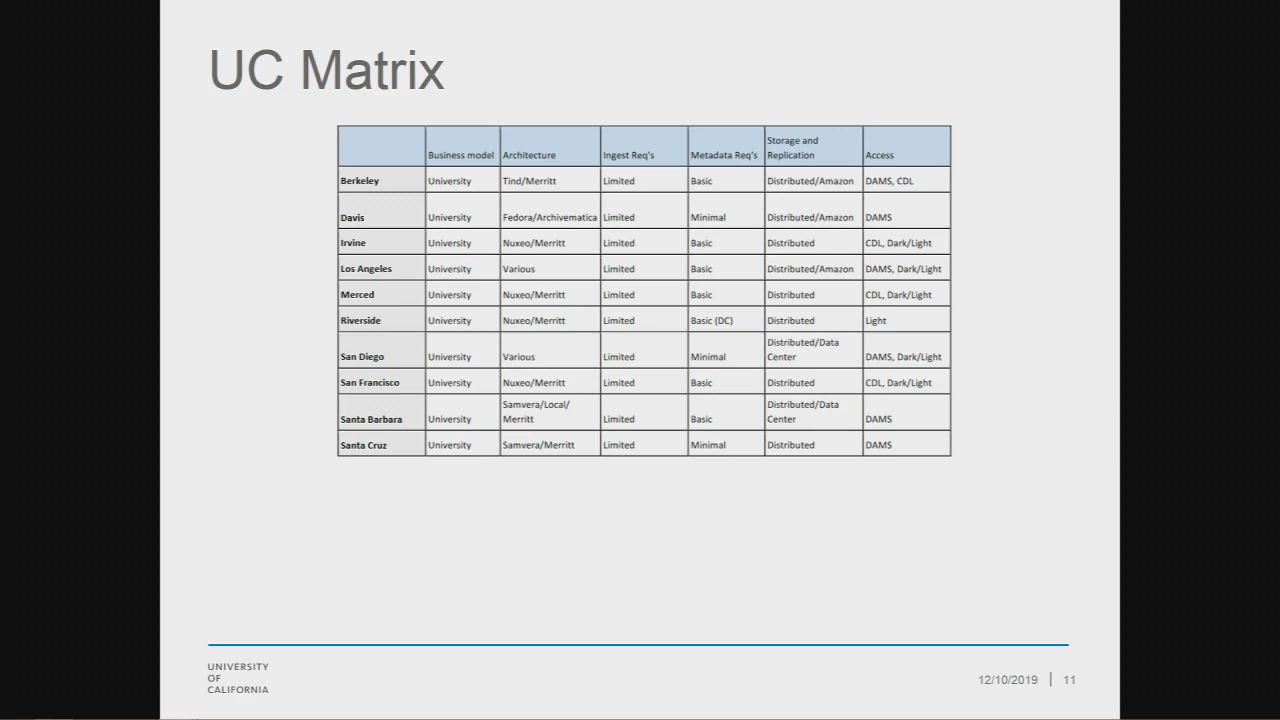 UC Matrix
Business model Architecture Ingest Req's Metadata Req's Storage and Replication Access
Berkeley University Tind/Merritt Limited Basic Distributed/Amazon DAMS, CDL
Davis University Fedora/Archivematica Limited Minimal Distributed/Amazon DAMS
Irvine University Nuxeo/Merritt Limited Basic Distributed CDL, Dark/Light
Los Angeles University Various Limited Basic Distributed/Amazon DAMS, Dark/Light
Merced University Nuxeo/Merritt Limited Basic Distributed CDL, Dark/Light
Riverside University Nuxeo/Merritt Limited Basic (DC) Distributed Light
San Diego University Various Limited Minimal Distributed/Data Center DAMS, Dark/Light
San Francisco University Nuxeo/Merritt Limited Basic Distributed CDL, Dark/Light
Santa Barbara University Samvera/Local/ Merritt Limited Basic Distributed/Data Center DAMS
Santa Cruz University Samvera/Merritt Limited Minimal Distributed DAMS
UNIVERSITY
OF
CALIFORNIA
12/10/2019 | 11